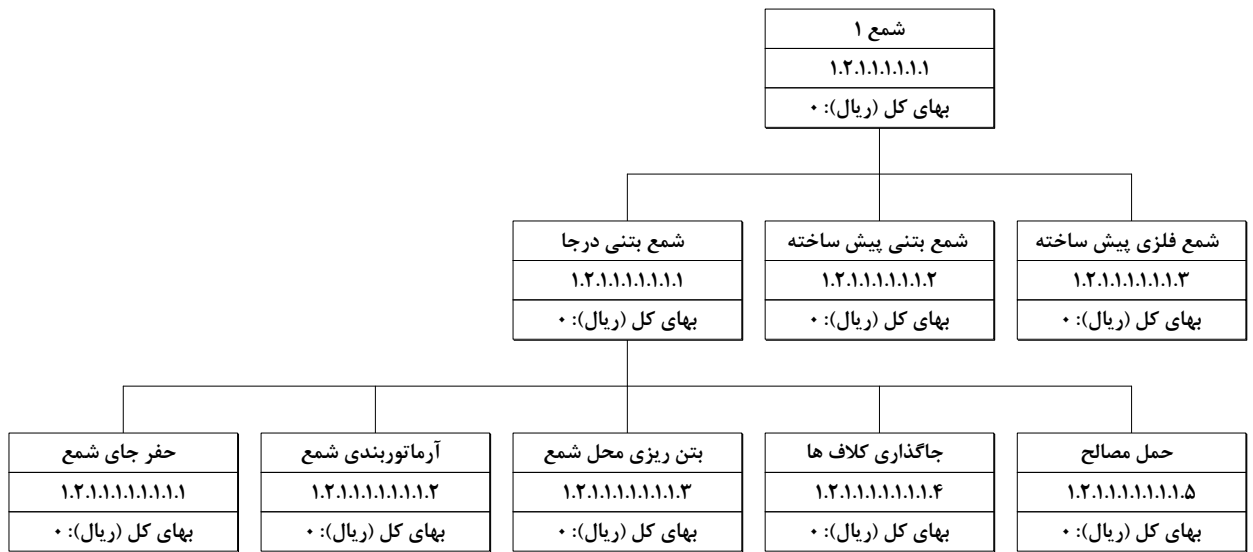 شمع ۱
۱.۲.۱.۱.۱.۱.۱.۱
بهای کل (ریال): ۰
شمع بتنی درجا
۱.۲.۱.۱.۱.۱.۱.۱.۱
بهای کل (ریال): ۰
شمع بتنی پیش ساخته
۱.۲.۱.۱.۱.۱.۱.۱.۲
بهای کل (ریال): ۰
شمع فلزی پیش ساخته
۱.۲.۱.۱.۱.۱.۱.۱.۳
بهای کل (ریال): ۰
حفر جای شمع
۱.۲.۱.۱.۱.۱.۱.۱.۱.۱
بهای کل (ریال): ۰
آرماتوربندی شمع
۱.۲.۱.۱.۱.۱.۱.۱.۱.۲
بهای کل (ریال): ۰
بتن ریزی محل شمع
۱.۲.۱.۱.۱.۱.۱.۱.۱.۳
بهای کل (ریال): ۰
جاگذاری کلاف ها
۱.۲.۱.۱.۱.۱.۱.۱.۱.۴
بهای کل (ریال): ۰
حمل مصالح
۱.۲.۱.۱.۱.۱.۱.۱.۱.۵
بهای کل (ریال): ۰